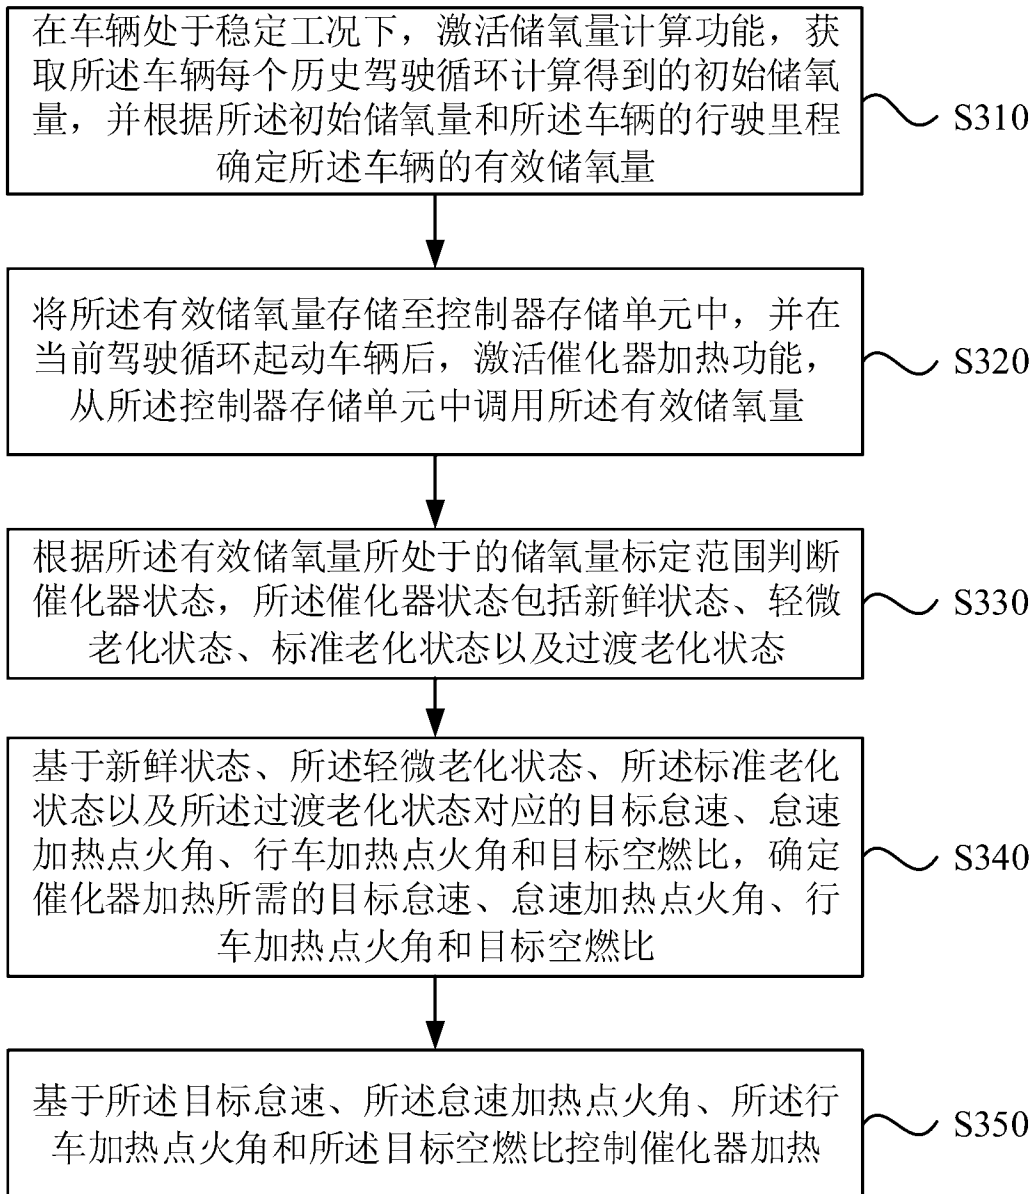 在车辆处于稳定工况下，激活储氧量计算功能，获
取所述车辆每个历史驾驶循环计算得到的初始储氧
量，并根据所述初始储氧量和所述车辆的行驶里程
确定所述车辆的有效储氧量
S310
将所述有效储氧量存储至控制器存储单元中，并在
当前驾驶循环起动车辆后，激活催化器加热功能，
从所述控制器存储单元中调用所述有效储氧量
S320
根据所述有效储氧量所处于的储氧量标定范围判断
催化器状态，所述催化器状态包括新鲜状态、轻微
老化状态、标准老化状态以及过渡老化状态
S330
基于新鲜状态、所述轻微老化状态、所述标准老化
状态以及所述过渡老化状态对应的目标怠速、怠速
加热点火角、行车加热点火角和目标空燃比，确定
催化器加热所需的目标怠速、怠速加热点火角、行
车加热点火角和目标空燃比
S340
基于所述目标怠速、所述怠速加热点火角、所述行
车加热点火角和所述目标空燃比控制催化器加热
S350